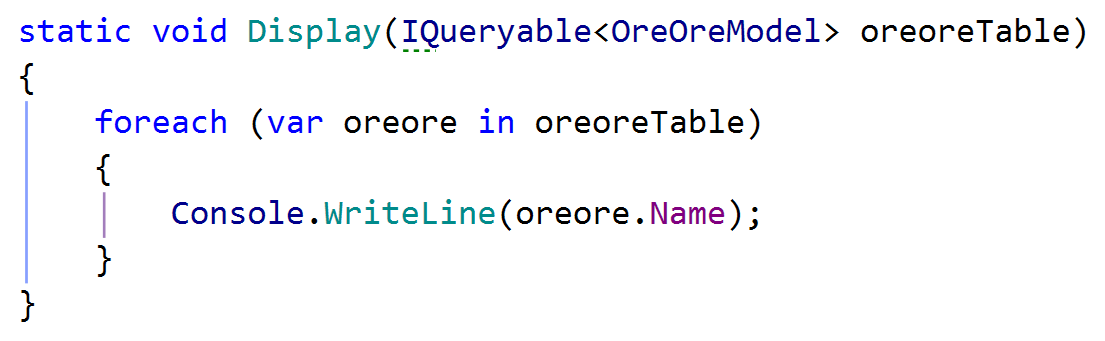 static void Display(IQueryable<OreOreModel> oreoreTable)
{
    foreach (var oreore in oreoreTable)
    {
        Console.WriteLine(oreore.Name);
    }
}